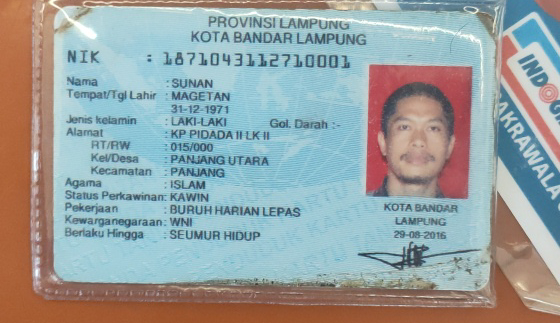 PROVINSI LAMPUNG
KOTA BANDAR LAMPUNG
NIK : 1871043112710001
Nama : SUNAN
Tempat/Tgl Lahir : MAGETAN
31-12-1971
Jenis kelamin : LAKI-LAKI Gol. Darah :-
Alamat : KP PIDADA II LK II
RT/RW : 015/000
Kel/Desa : PANJANG UTARA
Kecamatan : PANJANG
Agama : ISLAM
Status Perkawinan: KAWIN
Pekerjaan : BURUH HARIAN LEPAS
Kewarganegaraan: WNI
Berlaku Hingga : SEUMUR HIDUP
KOTA BANDAR
LAMPUNG
29-08-2016